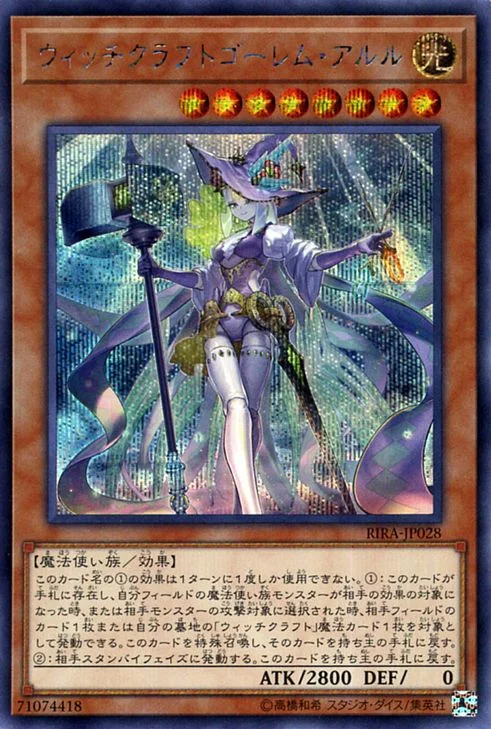 ウィッチクラフトゴーレム・アルル
光
RIRA-JP028
【魔法使い族/効果】
このカード名の①の効果は1ターンに1度しか使用できない。①:このカードが
手札に存在し、自分フィールドの魔法使い族モンスターが相手の効果の対象に
なった時、または相手モンスターの攻撃対象に選択された時、相手フィールドの
カード1枚または自分の墓地の「ウィッチクラフト」魔法カード1枚を対象と
して発動できる。このカードを特殊召喚し、そのカードを持ち主の手札に戻す。
②:相手スタンバイフェイズに発動する。このカードを持ち主の手札に戻す。
ATK/2800 DEF/ 0
71074418 ©高橋和希 スタジオ・ダイス/集英社